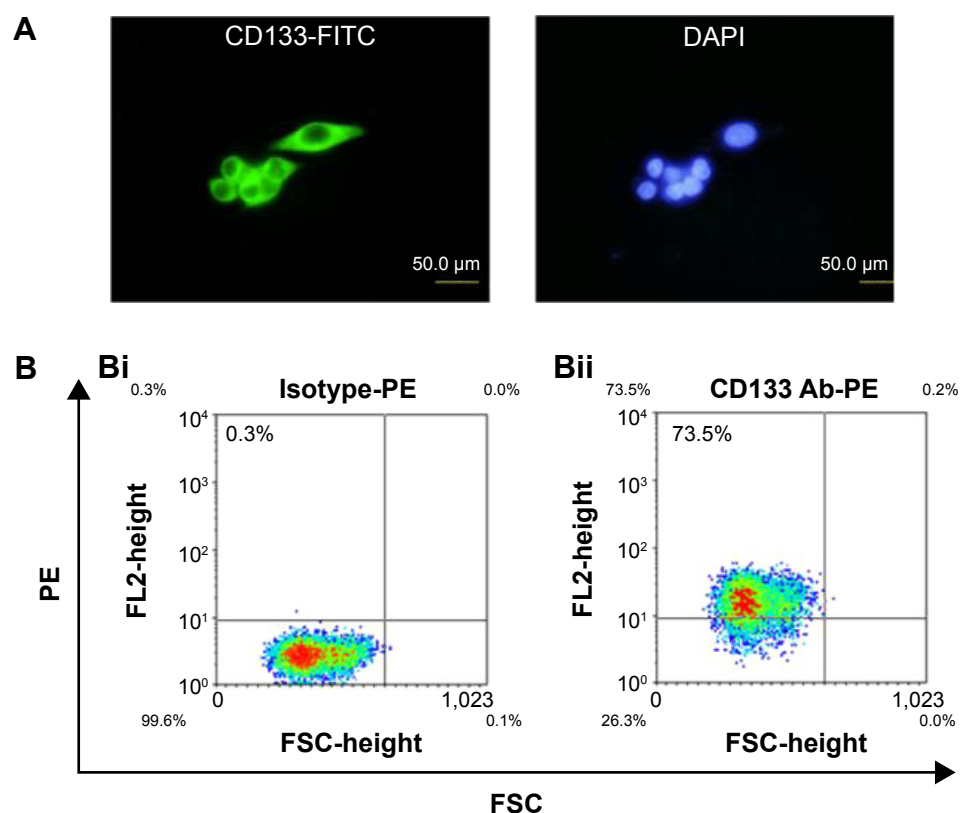 A
CD133-FITC
DAPI
50.0 µm
50.0 µm
B
Bi
Bii
0.3%
Isotype-PE
0.0%
73.5%
CD133 Ab-PE
0.2%
10⁴
0.3%
10³
10²
10¹
10⁰
FL2-height
0
1,023
99.6%
0.1%
FSC-height
10⁴
73.5%
10³
10²
10¹
10⁰
FL2-height
0
1,023
26.3%
0.0%
FSC-height
PE
FSC